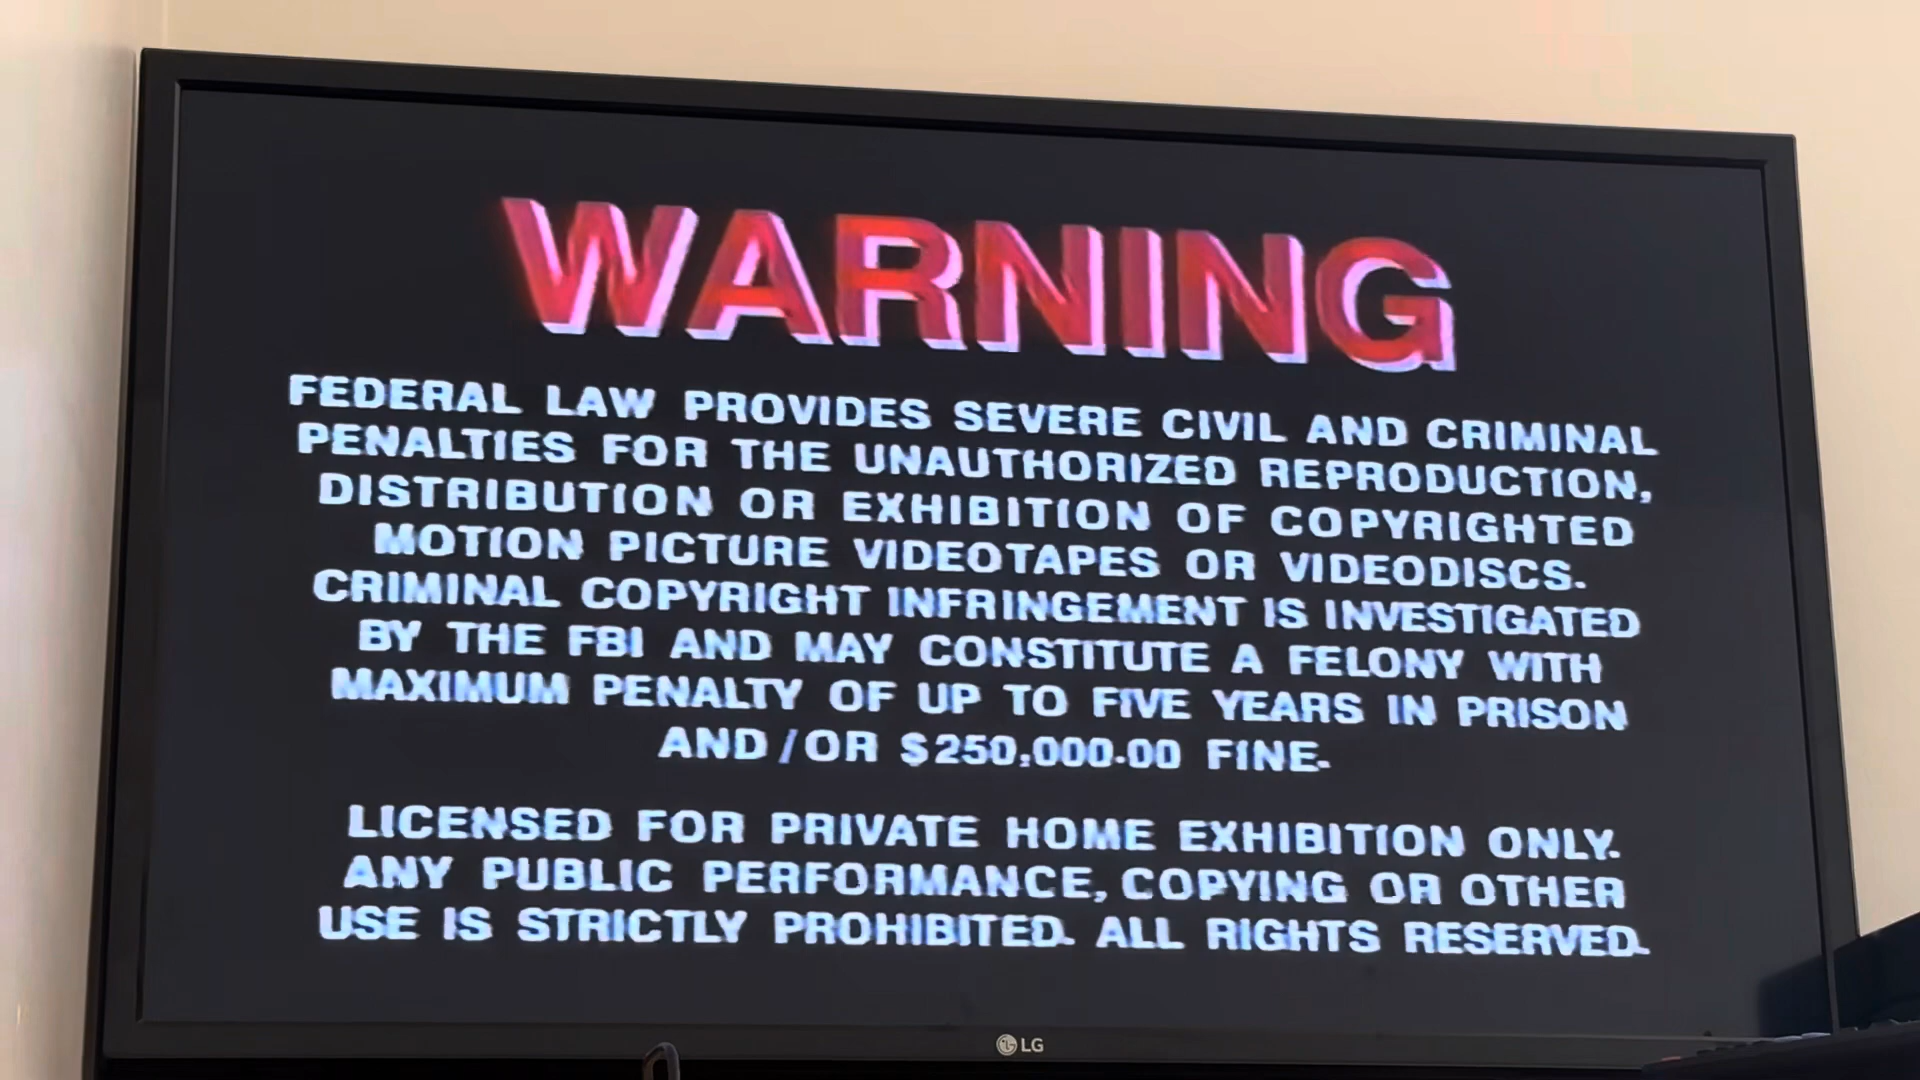 WARNING
FEDERAL LAW PROVIDES SEVERE CIVIL AND CRIMINAL
PENALTIES FOR THE UNAUTHORIZED REPRODUCTION,
DISTRIBUTION OR EXHIBITION OF COPYRIGHTED
MOTION PICTURE VIDEOTAPES OR VIDEODISCS.
CRIMINAL COPYRIGHT INFRINGEMENT IS INVESTIGATED
BY THE FBI AND MAY CONSTITUTE A FELONY WITH
MAXIMUM PENALTY OF UP TO FIVE YEARS IN PRISON
AND/OR $250,000.00 FINE.
LICENSED FOR PRIVATE HOME EXHIBITION ONLY.
ANY PUBLIC PERFORMANCE, COPYING OR OTHER
USE IS STRICTLY PROHIBITED. ALL RIGHTS RESERVED.
LG